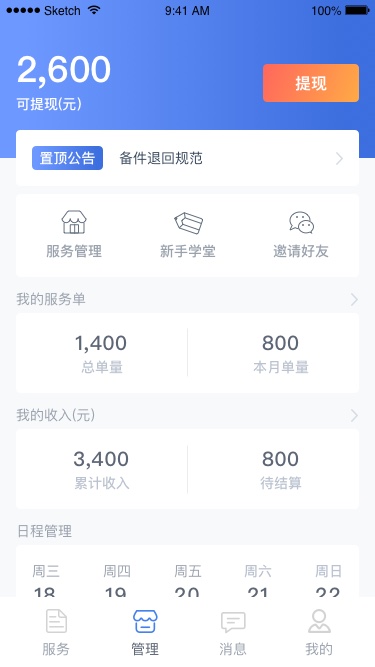 Sketch 9:41 AM 100%
2,600
可提现(元)
提现
置顶公告 备件退回规范
服务管理 新手学堂 邀请好友
我的服务单
1,400 800
总单量 本月单量
我的收入(元)
3,400 800
累计收入 待结算
日程管理
周三 周四 周五 周六 周日
18 19 20 21 22
服务 管理 消息 我的